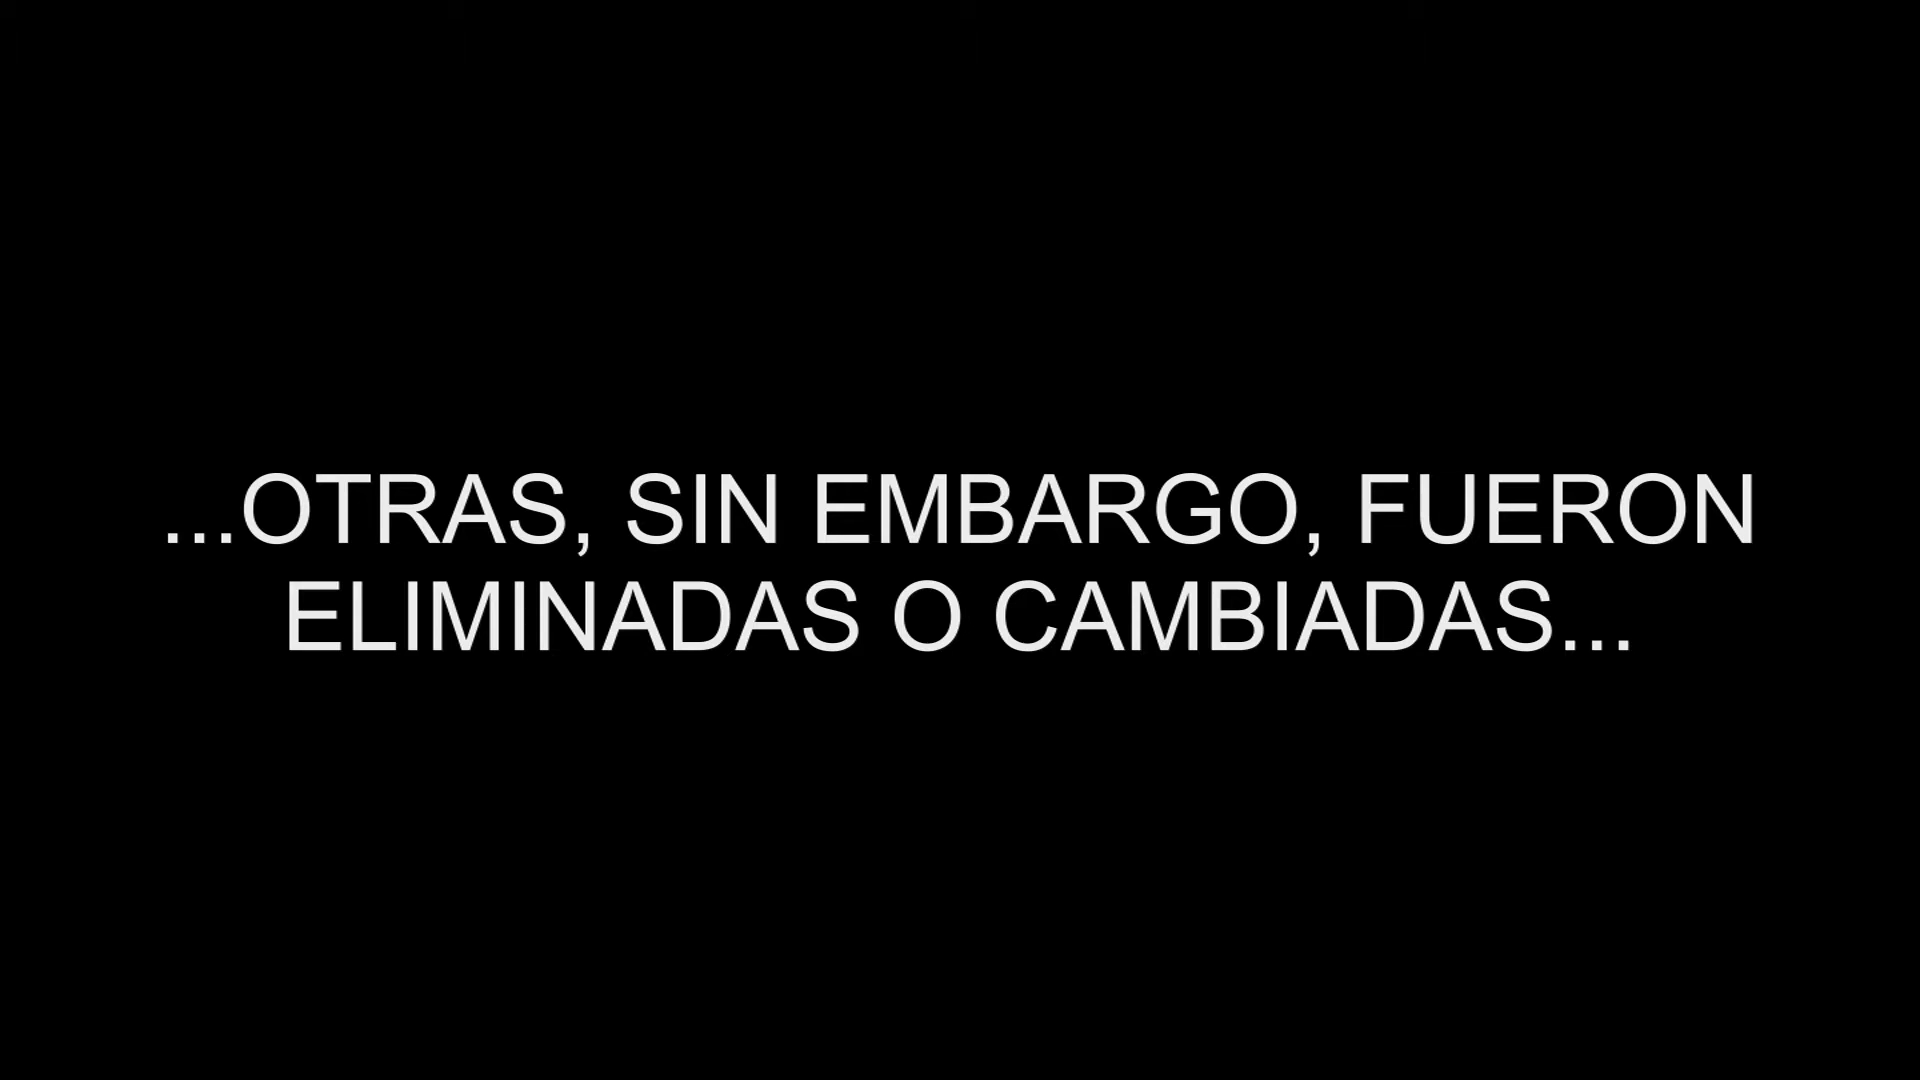 ...OTRAS, SIN EMBARGO, FUERON
ELIMINADAS O CAMBIADAS...